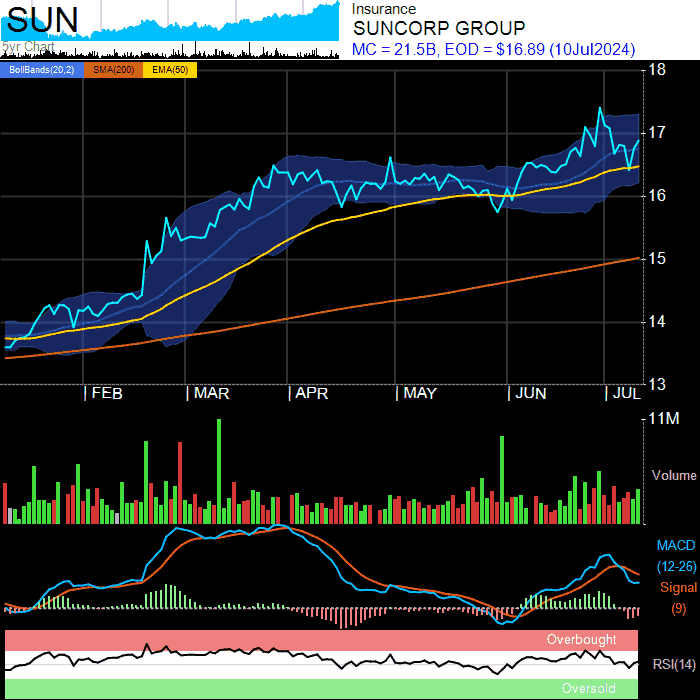 SUN
5yr Chart
Insurance
SUNCORP GROUP
MC = 21.5B, EOD = $16.89 (10Jul2024)
BollBands(20,2) SMA(200) EMA(50)
18
17
16
15
14
13
FEB MAR APR MAY JUN JUL
11M
Volume
MACD
(12-26)
Signal
(9)
Overbought
RSI(14)
Oversold